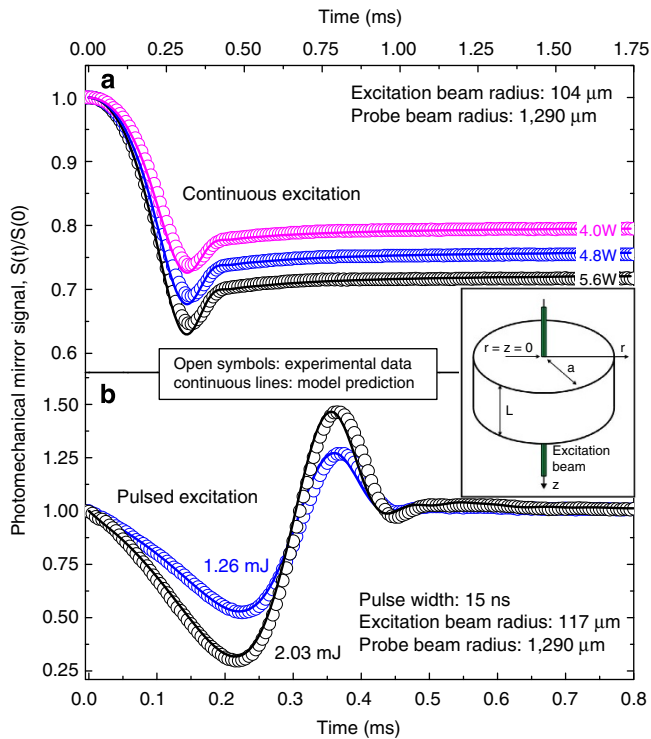 Time (ms)
0.00 0.25 0.50 0.75 1.00 1.25 1.50 1.75
a
Excitation beam radius: 104 μm
Probe beam radius: 1,290 μm
Continuous excitation
1.0
0.9
0.8
0.7
0.6
4.0W
4.8W
5.6W
Open symbols: experimental data
continuous lines: model prediction
r = z = 0
r
a
L
Excitation
beam
z
Photomechanical mirror signal, S(t)/S(0)
b
1.50
1.25
1.00
0.75
0.50
0.25
Pulsed excitation
1.26 mJ
2.03 mJ
Pulse width: 15 ns
Excitation beam radius: 117 μm
Probe beam radius: 1,290 μm
0.0 0.1 0.2 0.3 0.4 0.5 0.6 0.7 0.8
Time (ms)